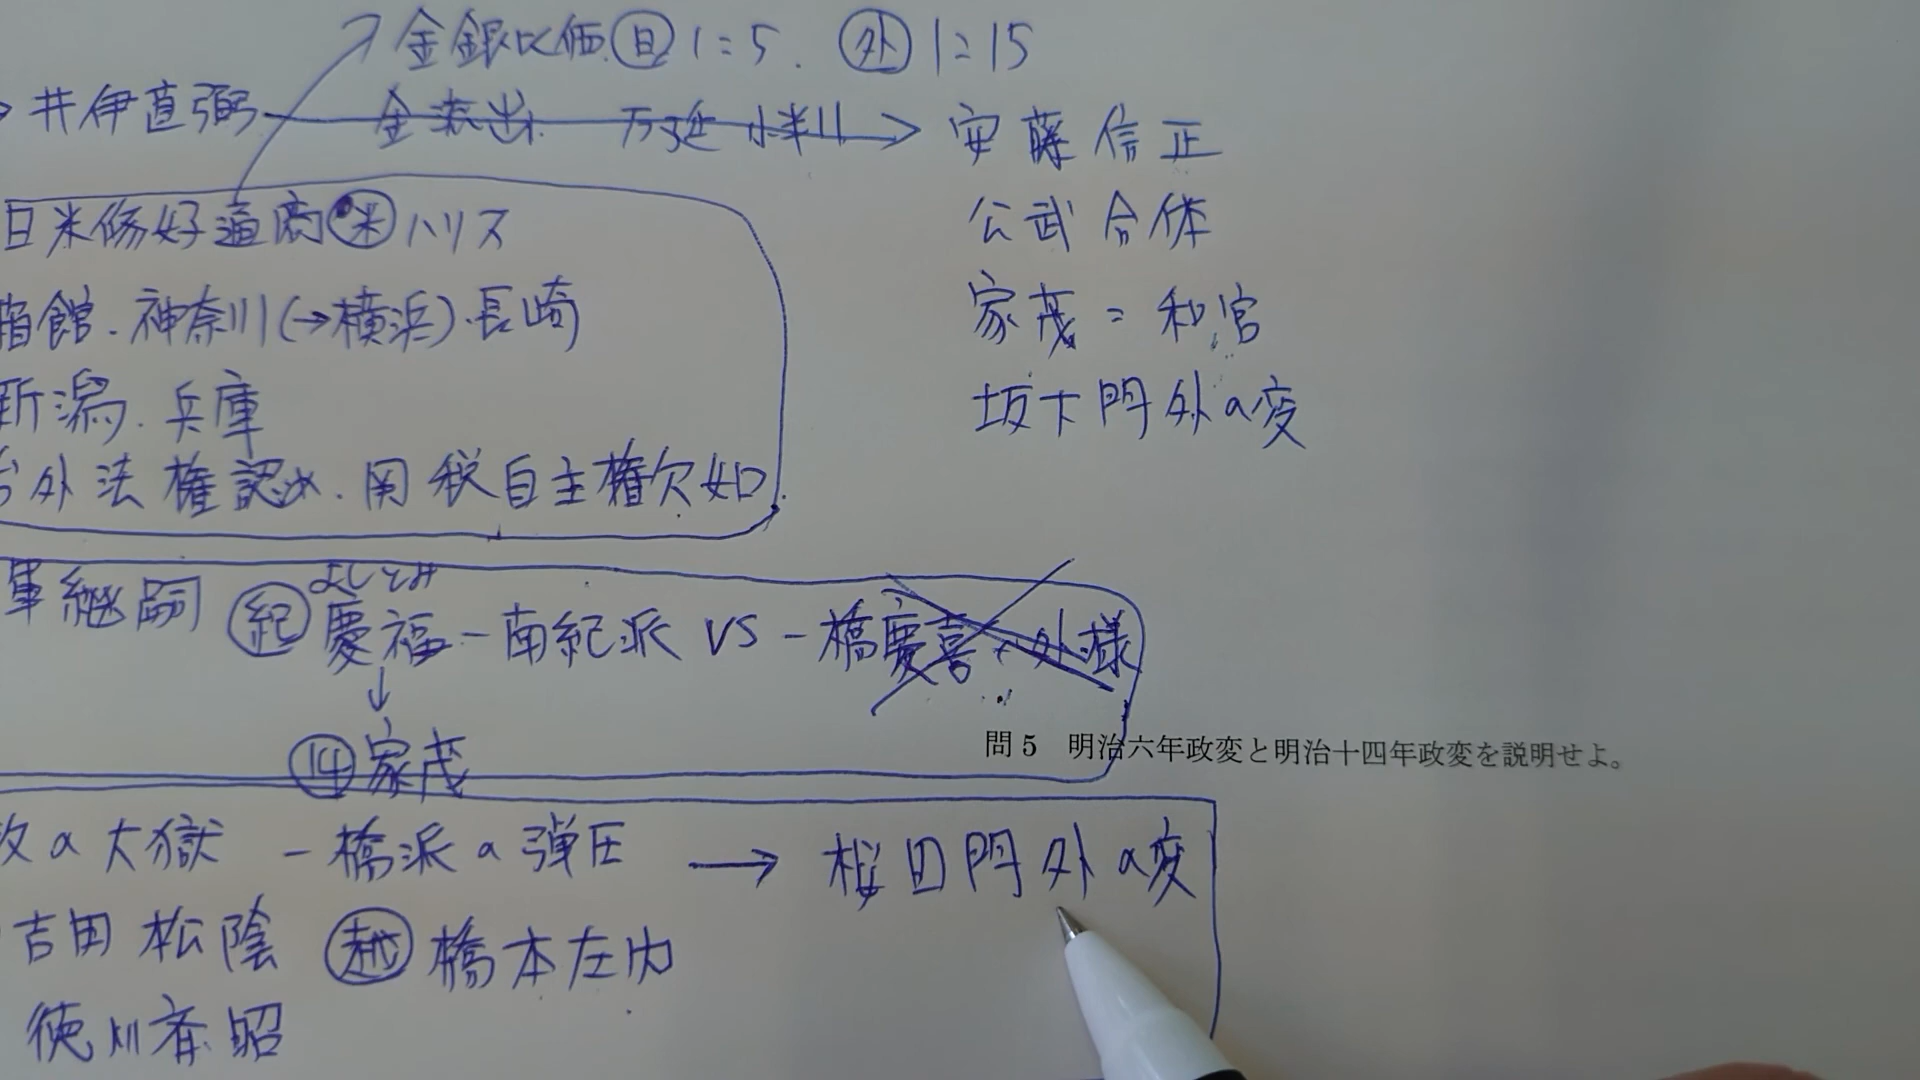 金銀比価 日 1:5. 外 1:15
井伊直弼 金流出 万延小判 → 安藤信正
公武合体
家茂=和宮
坂下門外の変
日米修好通商 米 ハリス
箱館.神奈川(→横浜).長崎
新潟.兵庫
治外法権認め.関税自主権欠如
軍継嗣 紀 慶福-南紀派 VS -橋慶喜・外様
よしとみ
↓
14 家茂
問5 明治六年政変と明治十四年政変を説明せよ。
政の大獄 -橋派の弾圧 → 桜田門外の変
吉田松陰 越 橋本左内
徳川斉昭